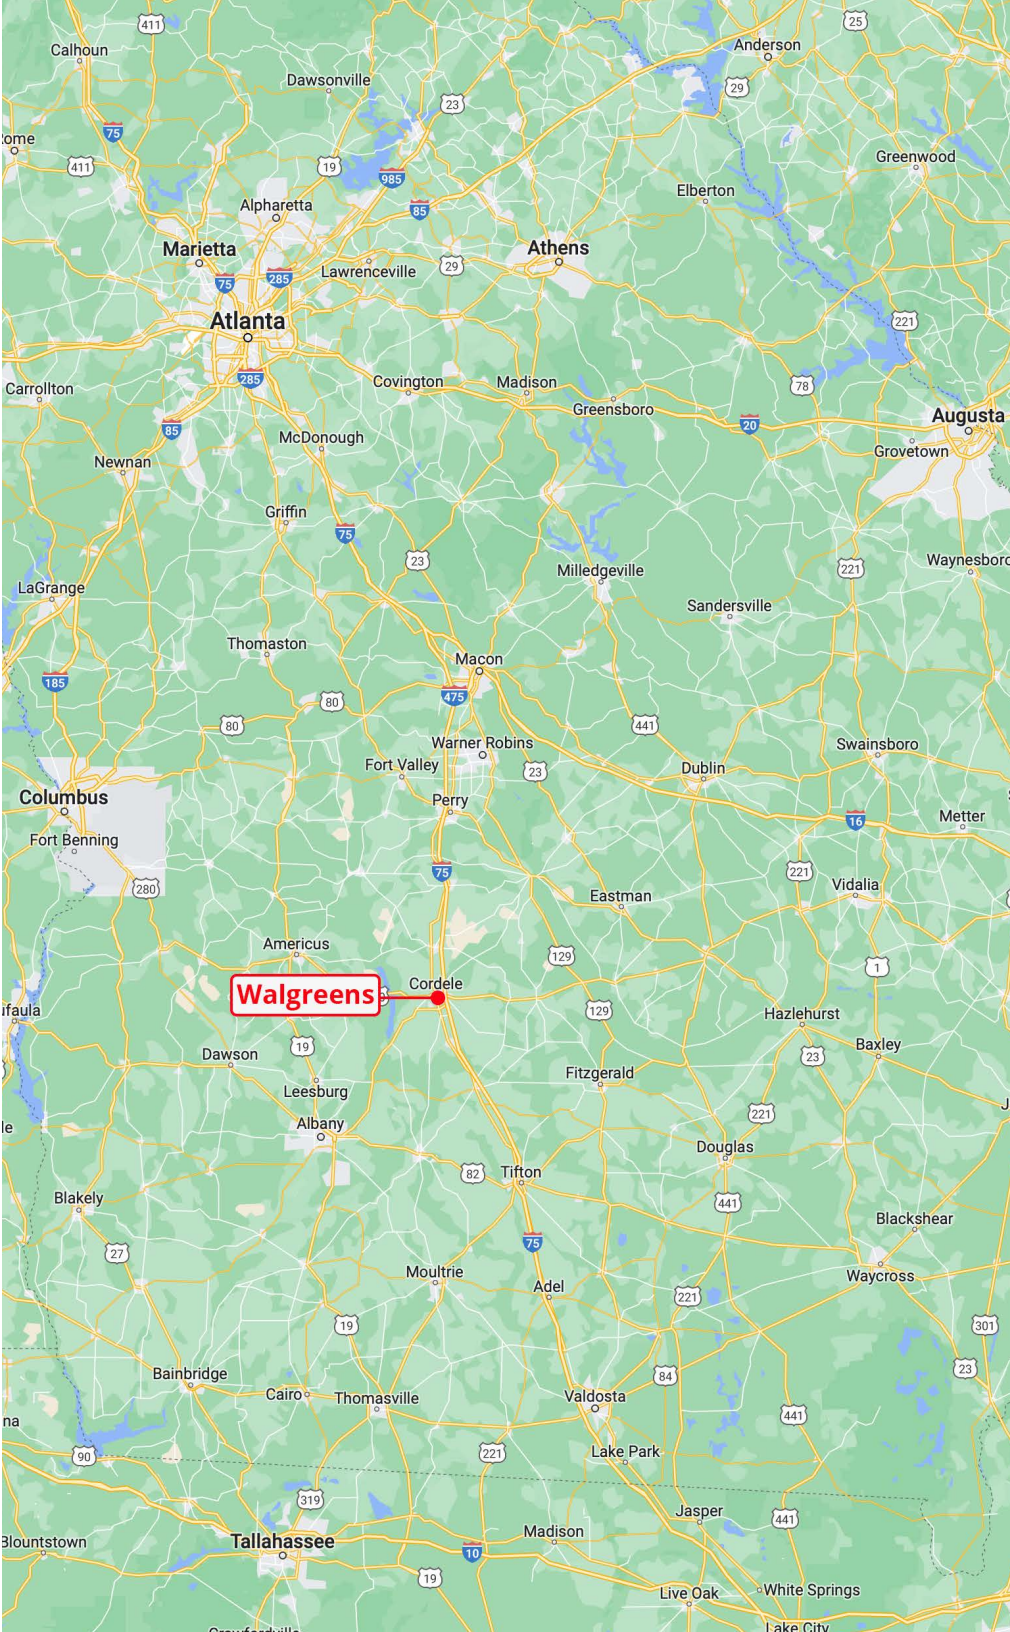 411
25
Calhoun
Anderson
Dawsonville
29
23
75
Rome
411
19
985
Greenwood
Elberton
Alpharetta
85
Marietta
Athens
29
Lawrenceville
75
285
Atlanta
221
285
Carrollton
Covington
Madison
78
Greensboro
Augusta
20
85
McDonough
Grovetown
Newnan
Griffin
75
23
Waynesboro
Milledgeville
221
LaGrange
Sandersville
Thomaston
Macon
185
475
80
80
441
Warner Robins
Swainsboro
Fort Valley
23
Dublin
Columbus
Perry
Metter
16
Fort Benning
75
221
280
Vidalia
Eastman
Americus
129
1
Cordele
Walgreens
ufaula
129
Hazlehurst
19
Baxley
Dawson
23
Fitzgerald
Leesburg
J
221
Albany
le
Douglas
82
Tifton
Blakely
441
Blackshear
75
27
Moultrie
Waycross
Adel
221
19
301
Bainbridge
84
23
Cairo
Thomasville
Valdosta
na
441
90
221
Lake Park
319
Jasper
441
Tallahassee
Madison
Blountstown
10
19
Live Oak
White Springs
Lake City
Crawfordville